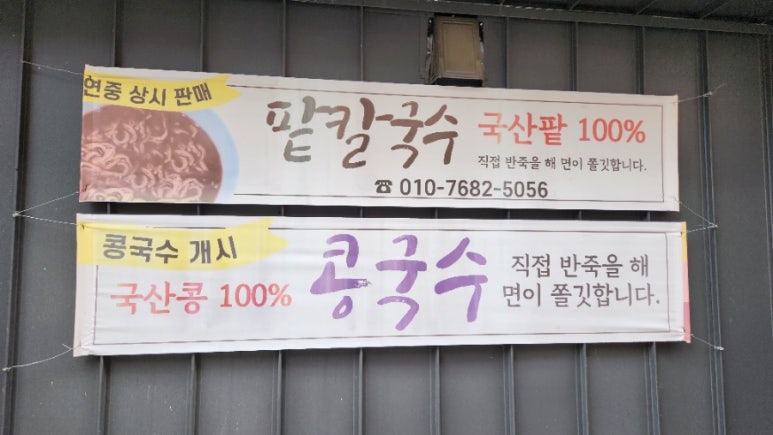 연중 상시 판매
팥칼국수 국산팥 100%
직접 반죽을 해 면이 쫄깃합니다.
☎ 010-7682-5056
콩국수 개시
국산콩 100%
콩국수
직접 반죽을 해
면이 쫄깃합니다.